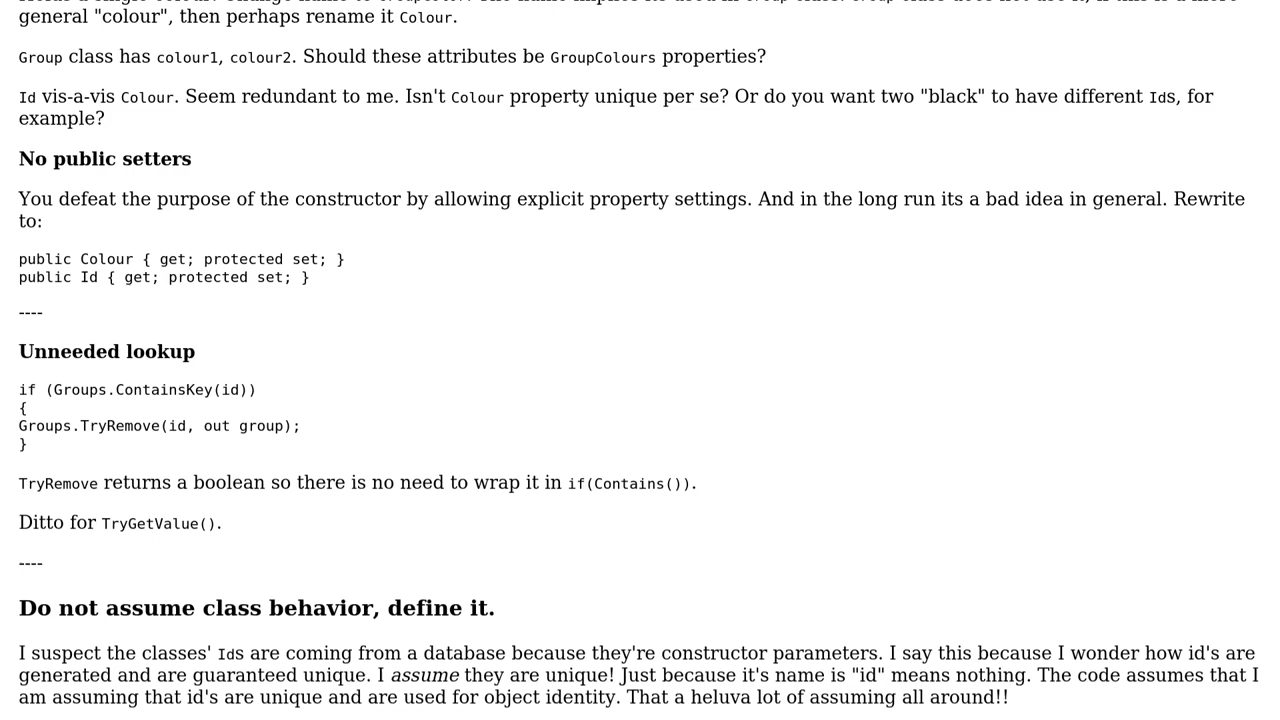 general "colour", then perhaps rename it Colour.
Group class has colour1, colour2. Should these attributes be GroupColours properties?
Id vis-a-vis Colour. Seem redundant to me. Isn't Colour property unique per se? Or do you want two "black" to have different Ids, for
example?
No public setters
You defeat the purpose of the constructor by allowing explicit property settings. And in the long run its a bad idea in general. Rewrite
to:
public Colour { get; protected set; }
public Id { get; protected set; }
----
Unneeded lookup
if (Groups.ContainsKey(id))
{
Groups.TryRemove(id, out group);
}
TryRemove returns a boolean so there is no need to wrap it in if(Contains()).
Ditto for TryGetValue().
----
Do not assume class behavior, define it.
I suspect the classes' Ids are coming from a database because they're constructor parameters. I say this because I wonder how id's are
generated and are guaranteed unique. I assume they are unique! Just because it's name is "id" means nothing. The code assumes that I
am assuming that id's are unique and are used for object identity. That a heluva lot of assuming all around!!